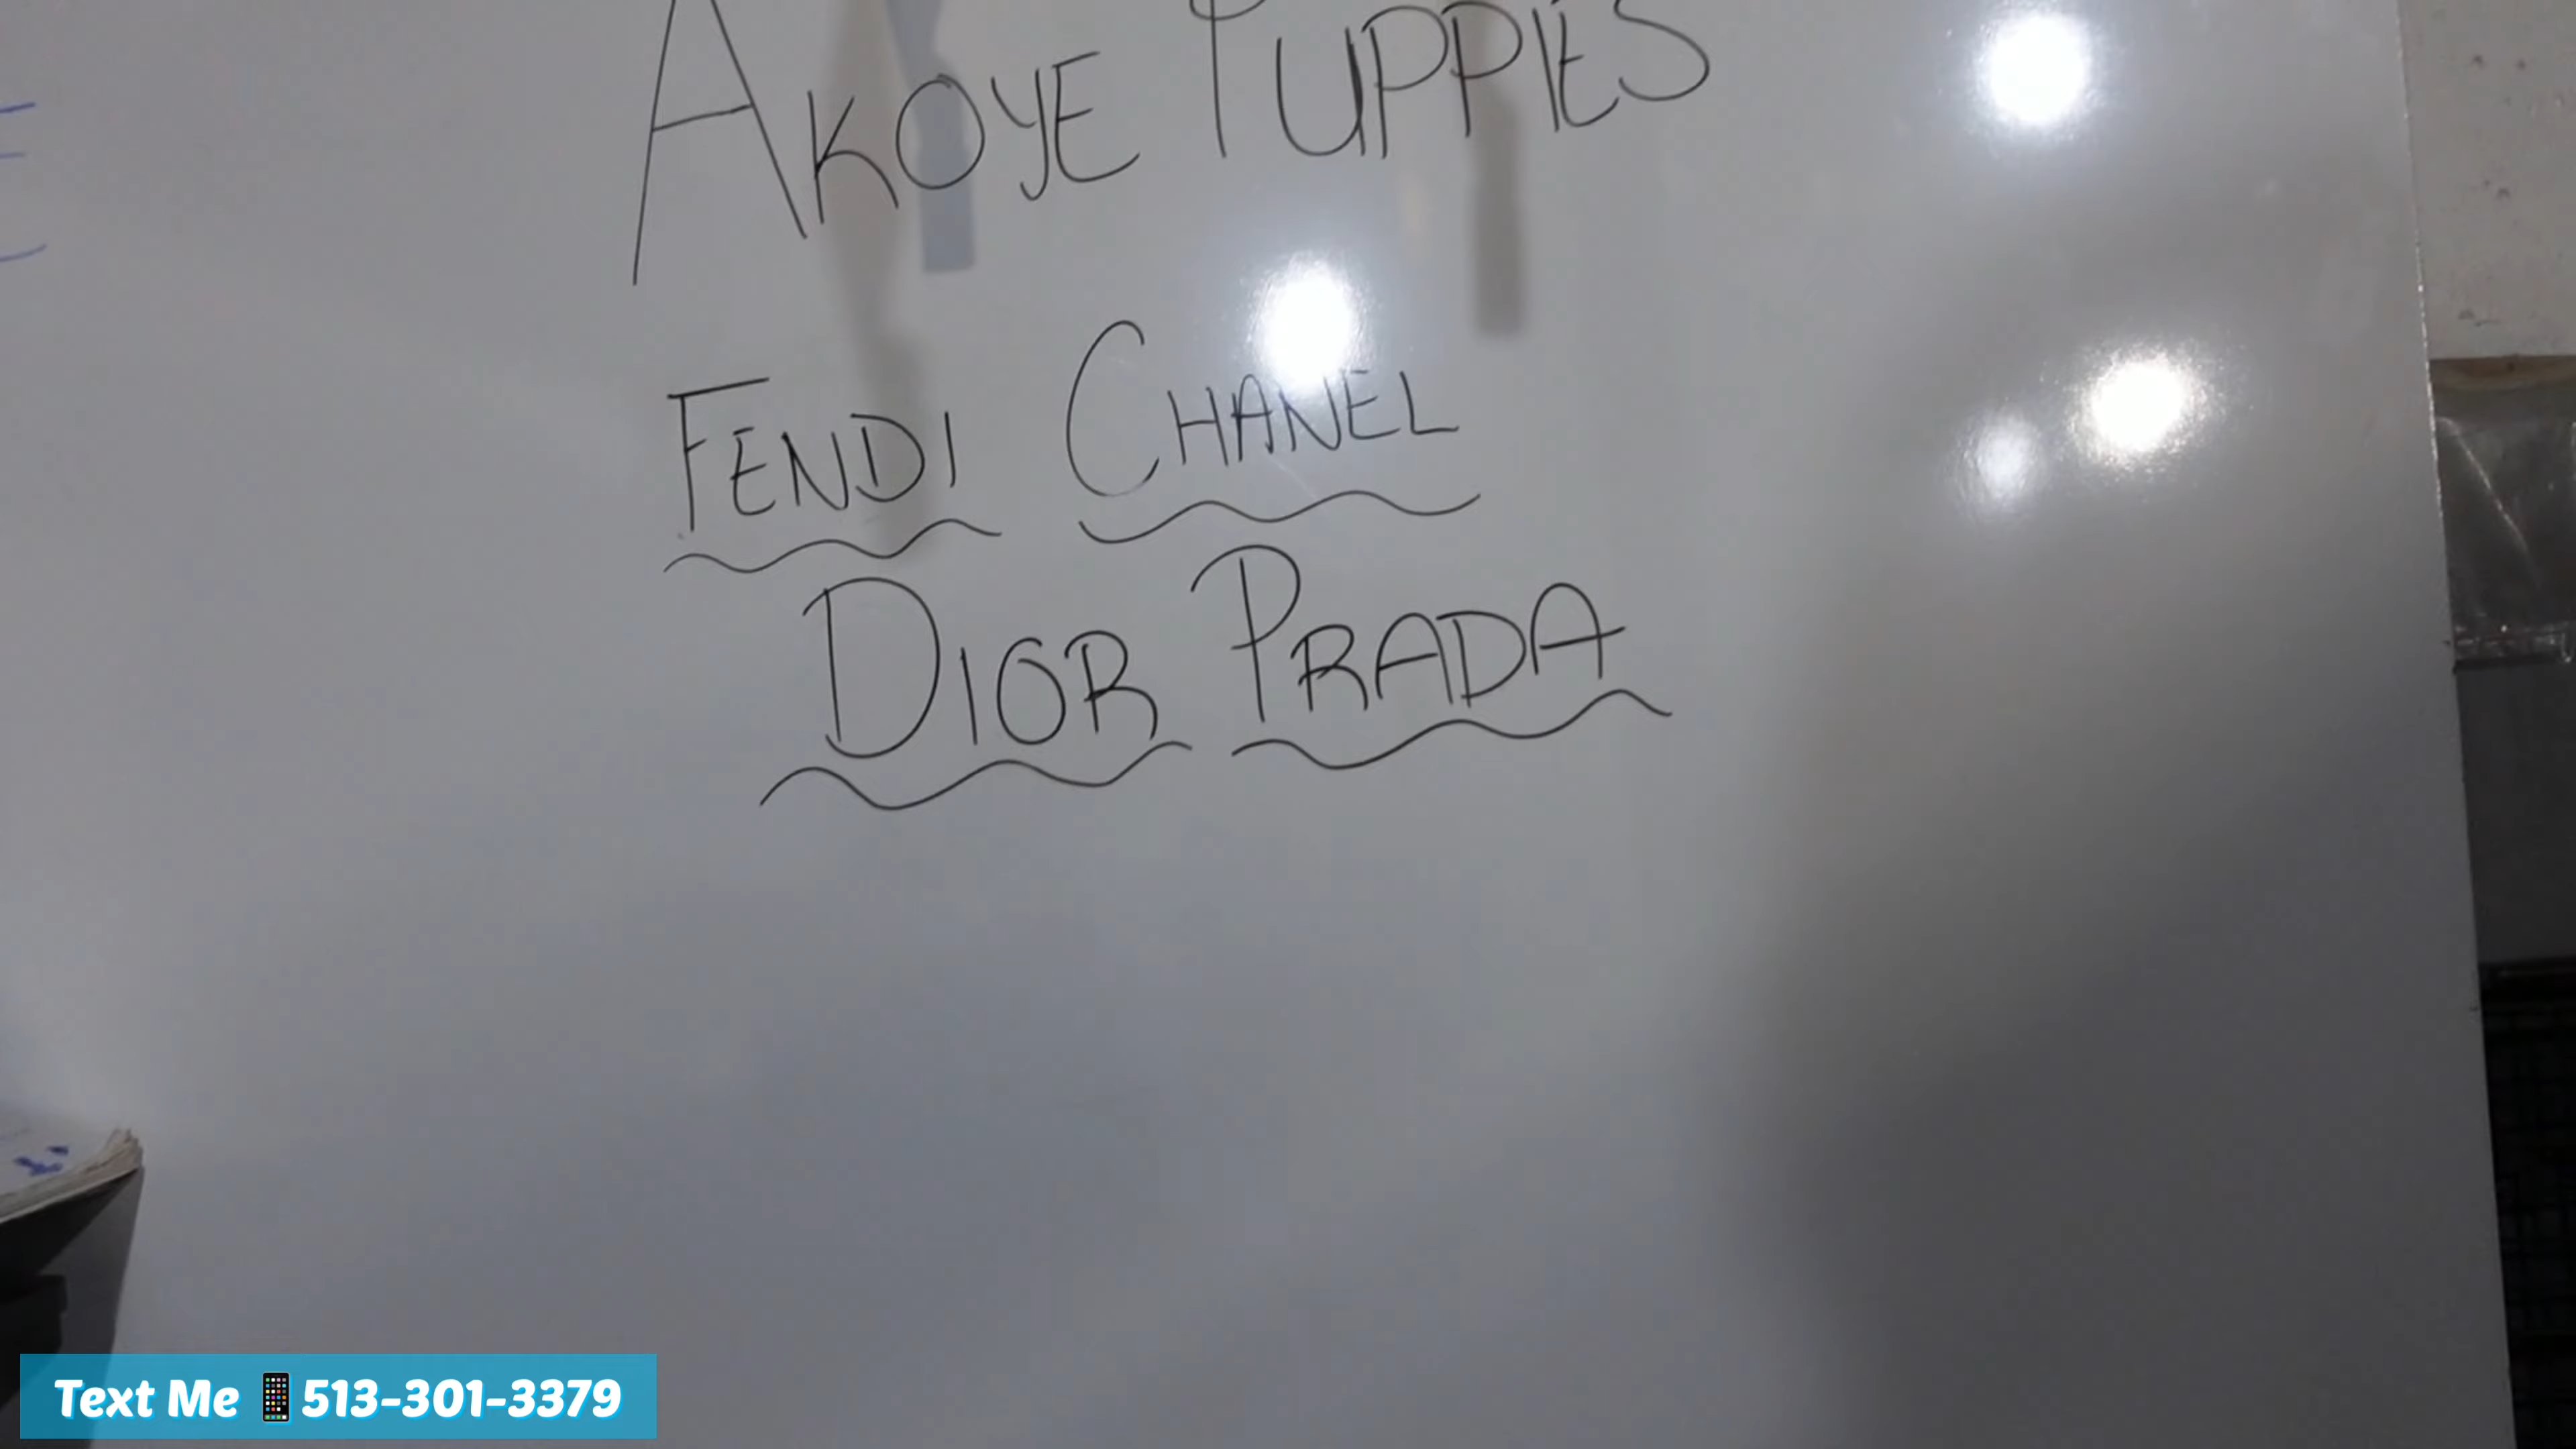 AKOYE PUPPIES
FENDI CHANEL
DIOR PRADA
Text Me 📱513-301-3379